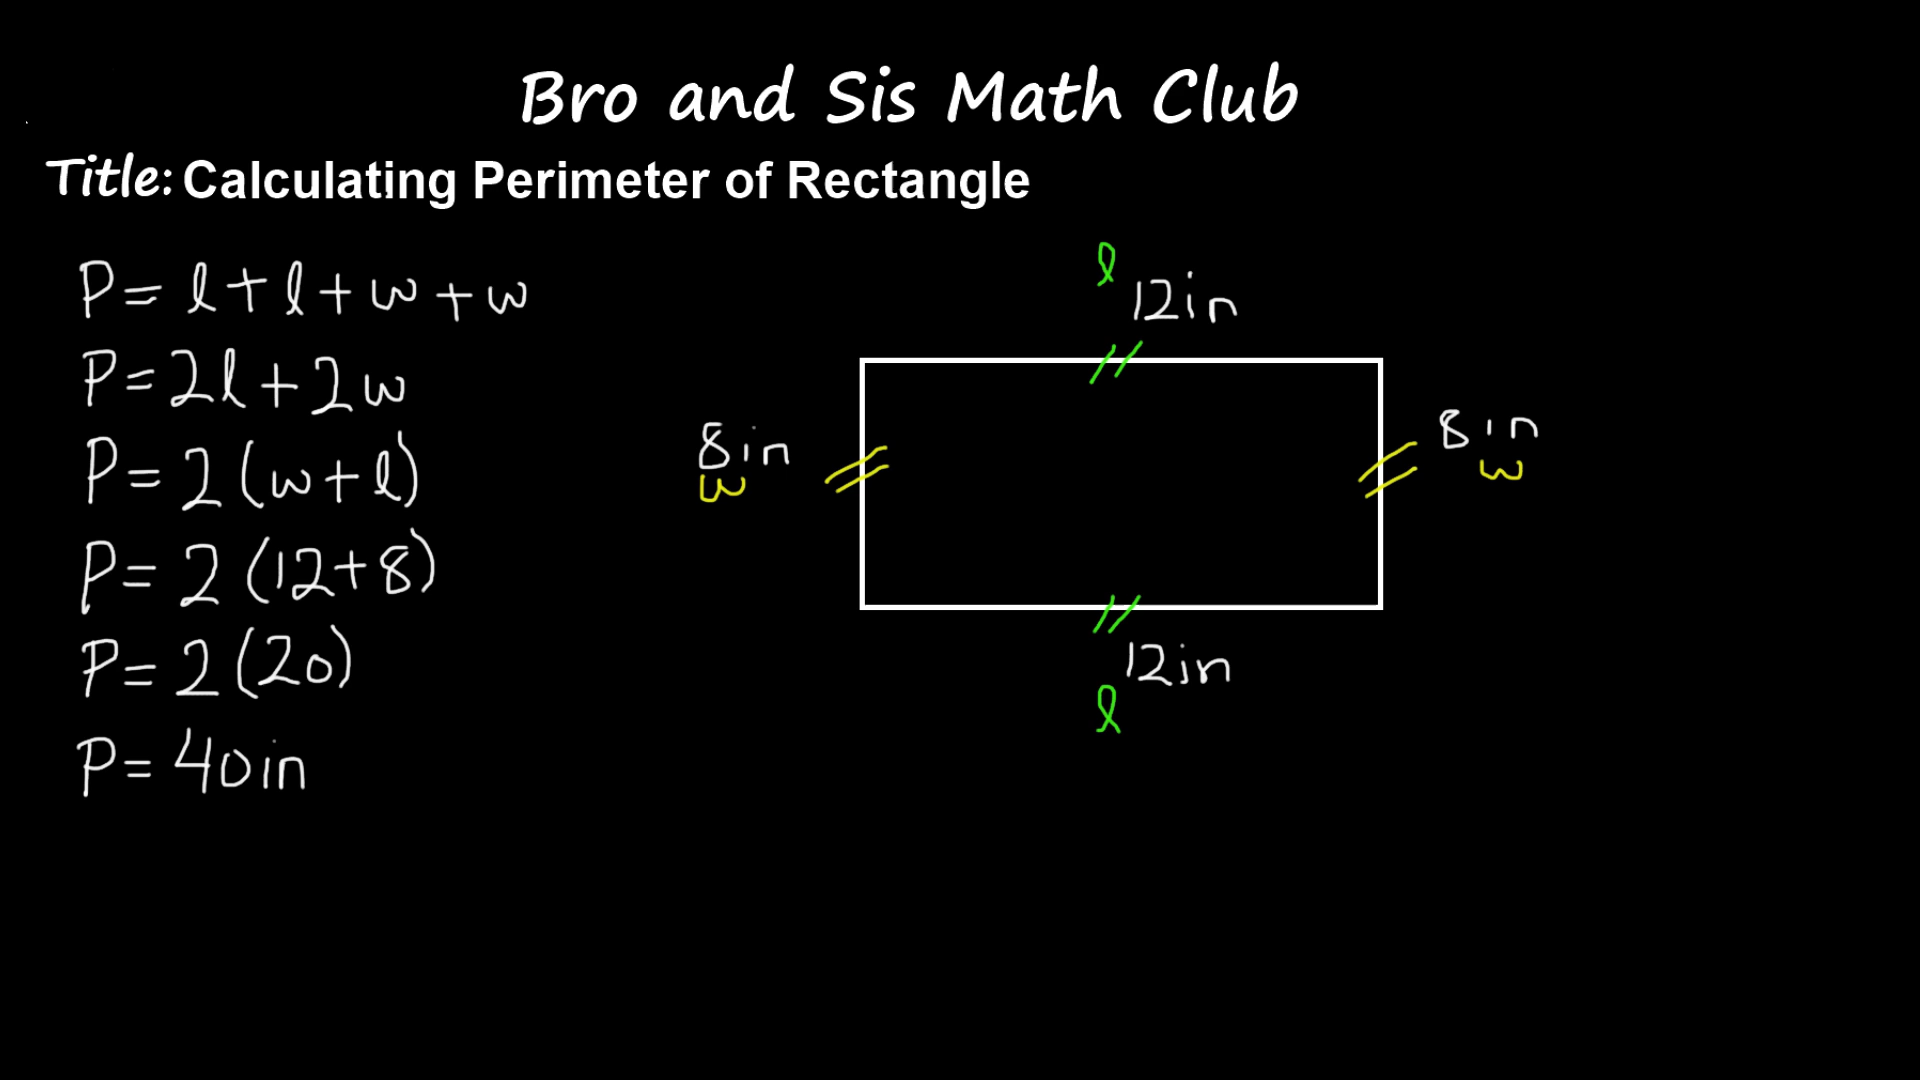 Bro and Sis Math Club
Title: Calculating Perimeter of Rectangle
P= l+l+w+w
P=2l+2w
P=2(w+l)
P=2(12+8)
P=2(20)
P=40in
l
12in
8in
w
8in
w
12in
l